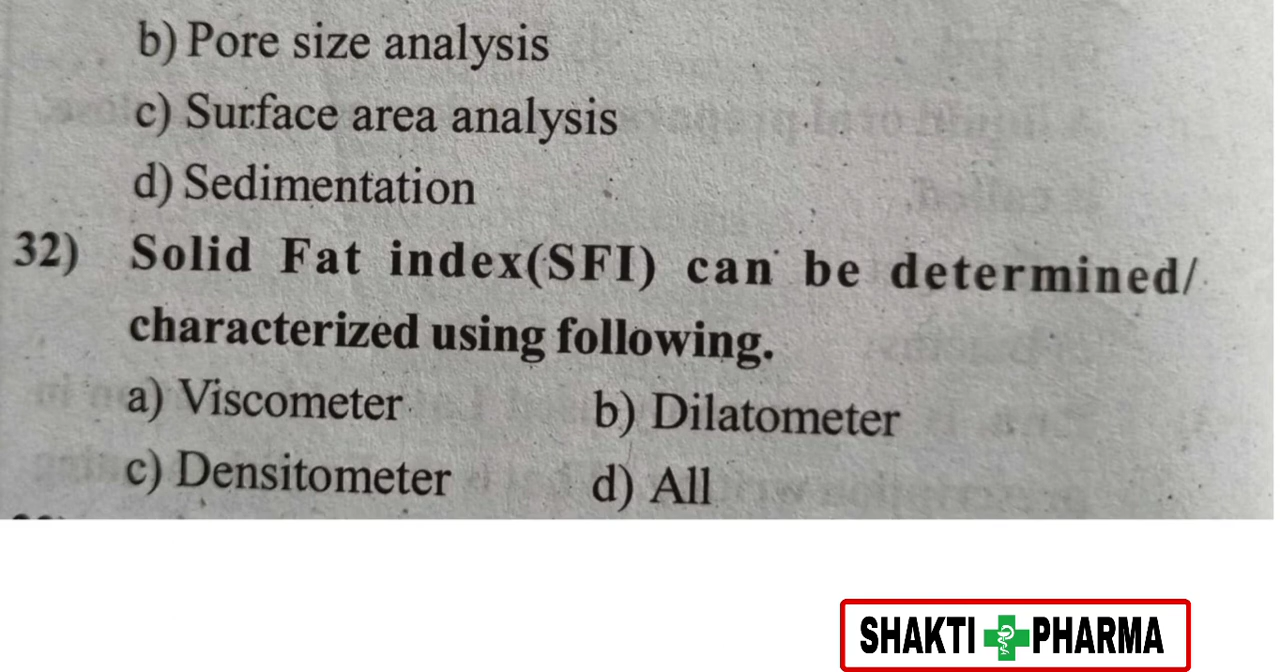 b) Pore size analysis
c) Surface area analysis
d) Sedimentation
32) Solid Fat index(SFI) can be determined/
characterized using following.
a) Viscometer b) Dilatometer
c) Densitometer d) All
SHAKTI PHARMA